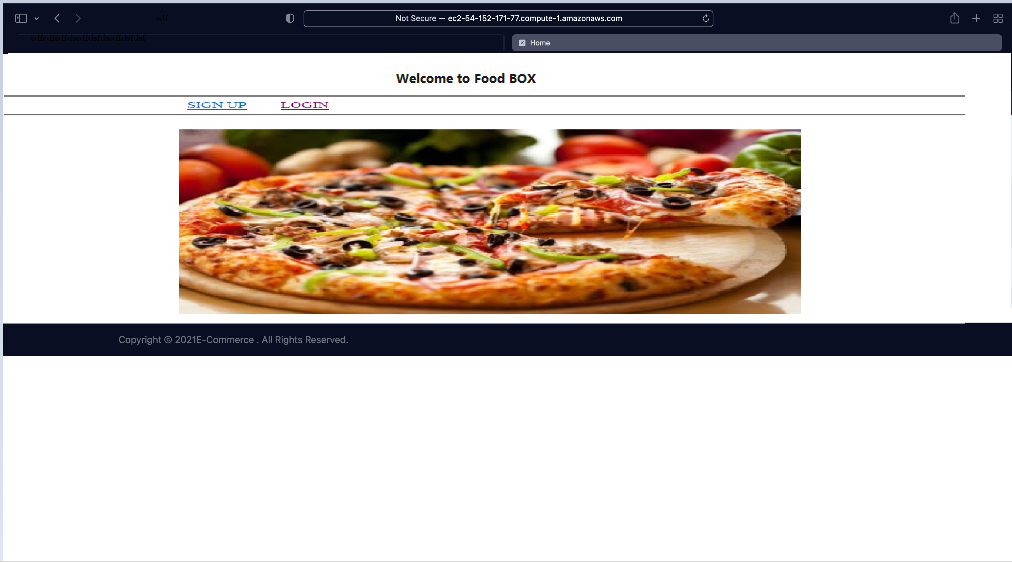 Not Secure — ec2-54-152-171-77.compute-1.amazonaws.com
Home
Welcome to Food BOX
SIGN UP LOGIN
Copyright © 2021E-Commerce . All Rights Reserved.